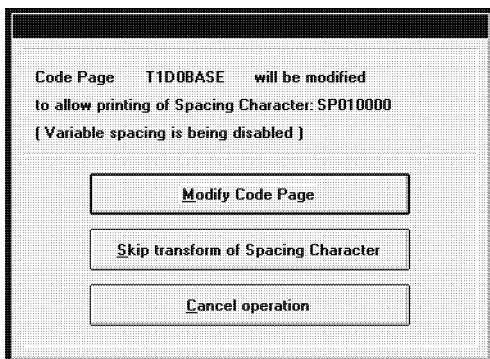 Code Page T1D0BASE will be modified
to allow printing of Spacing Character: SP010000
( Variable spacing is being disabled )
Modify Code Page
Skip transform of Spacing Character
Cancel operation